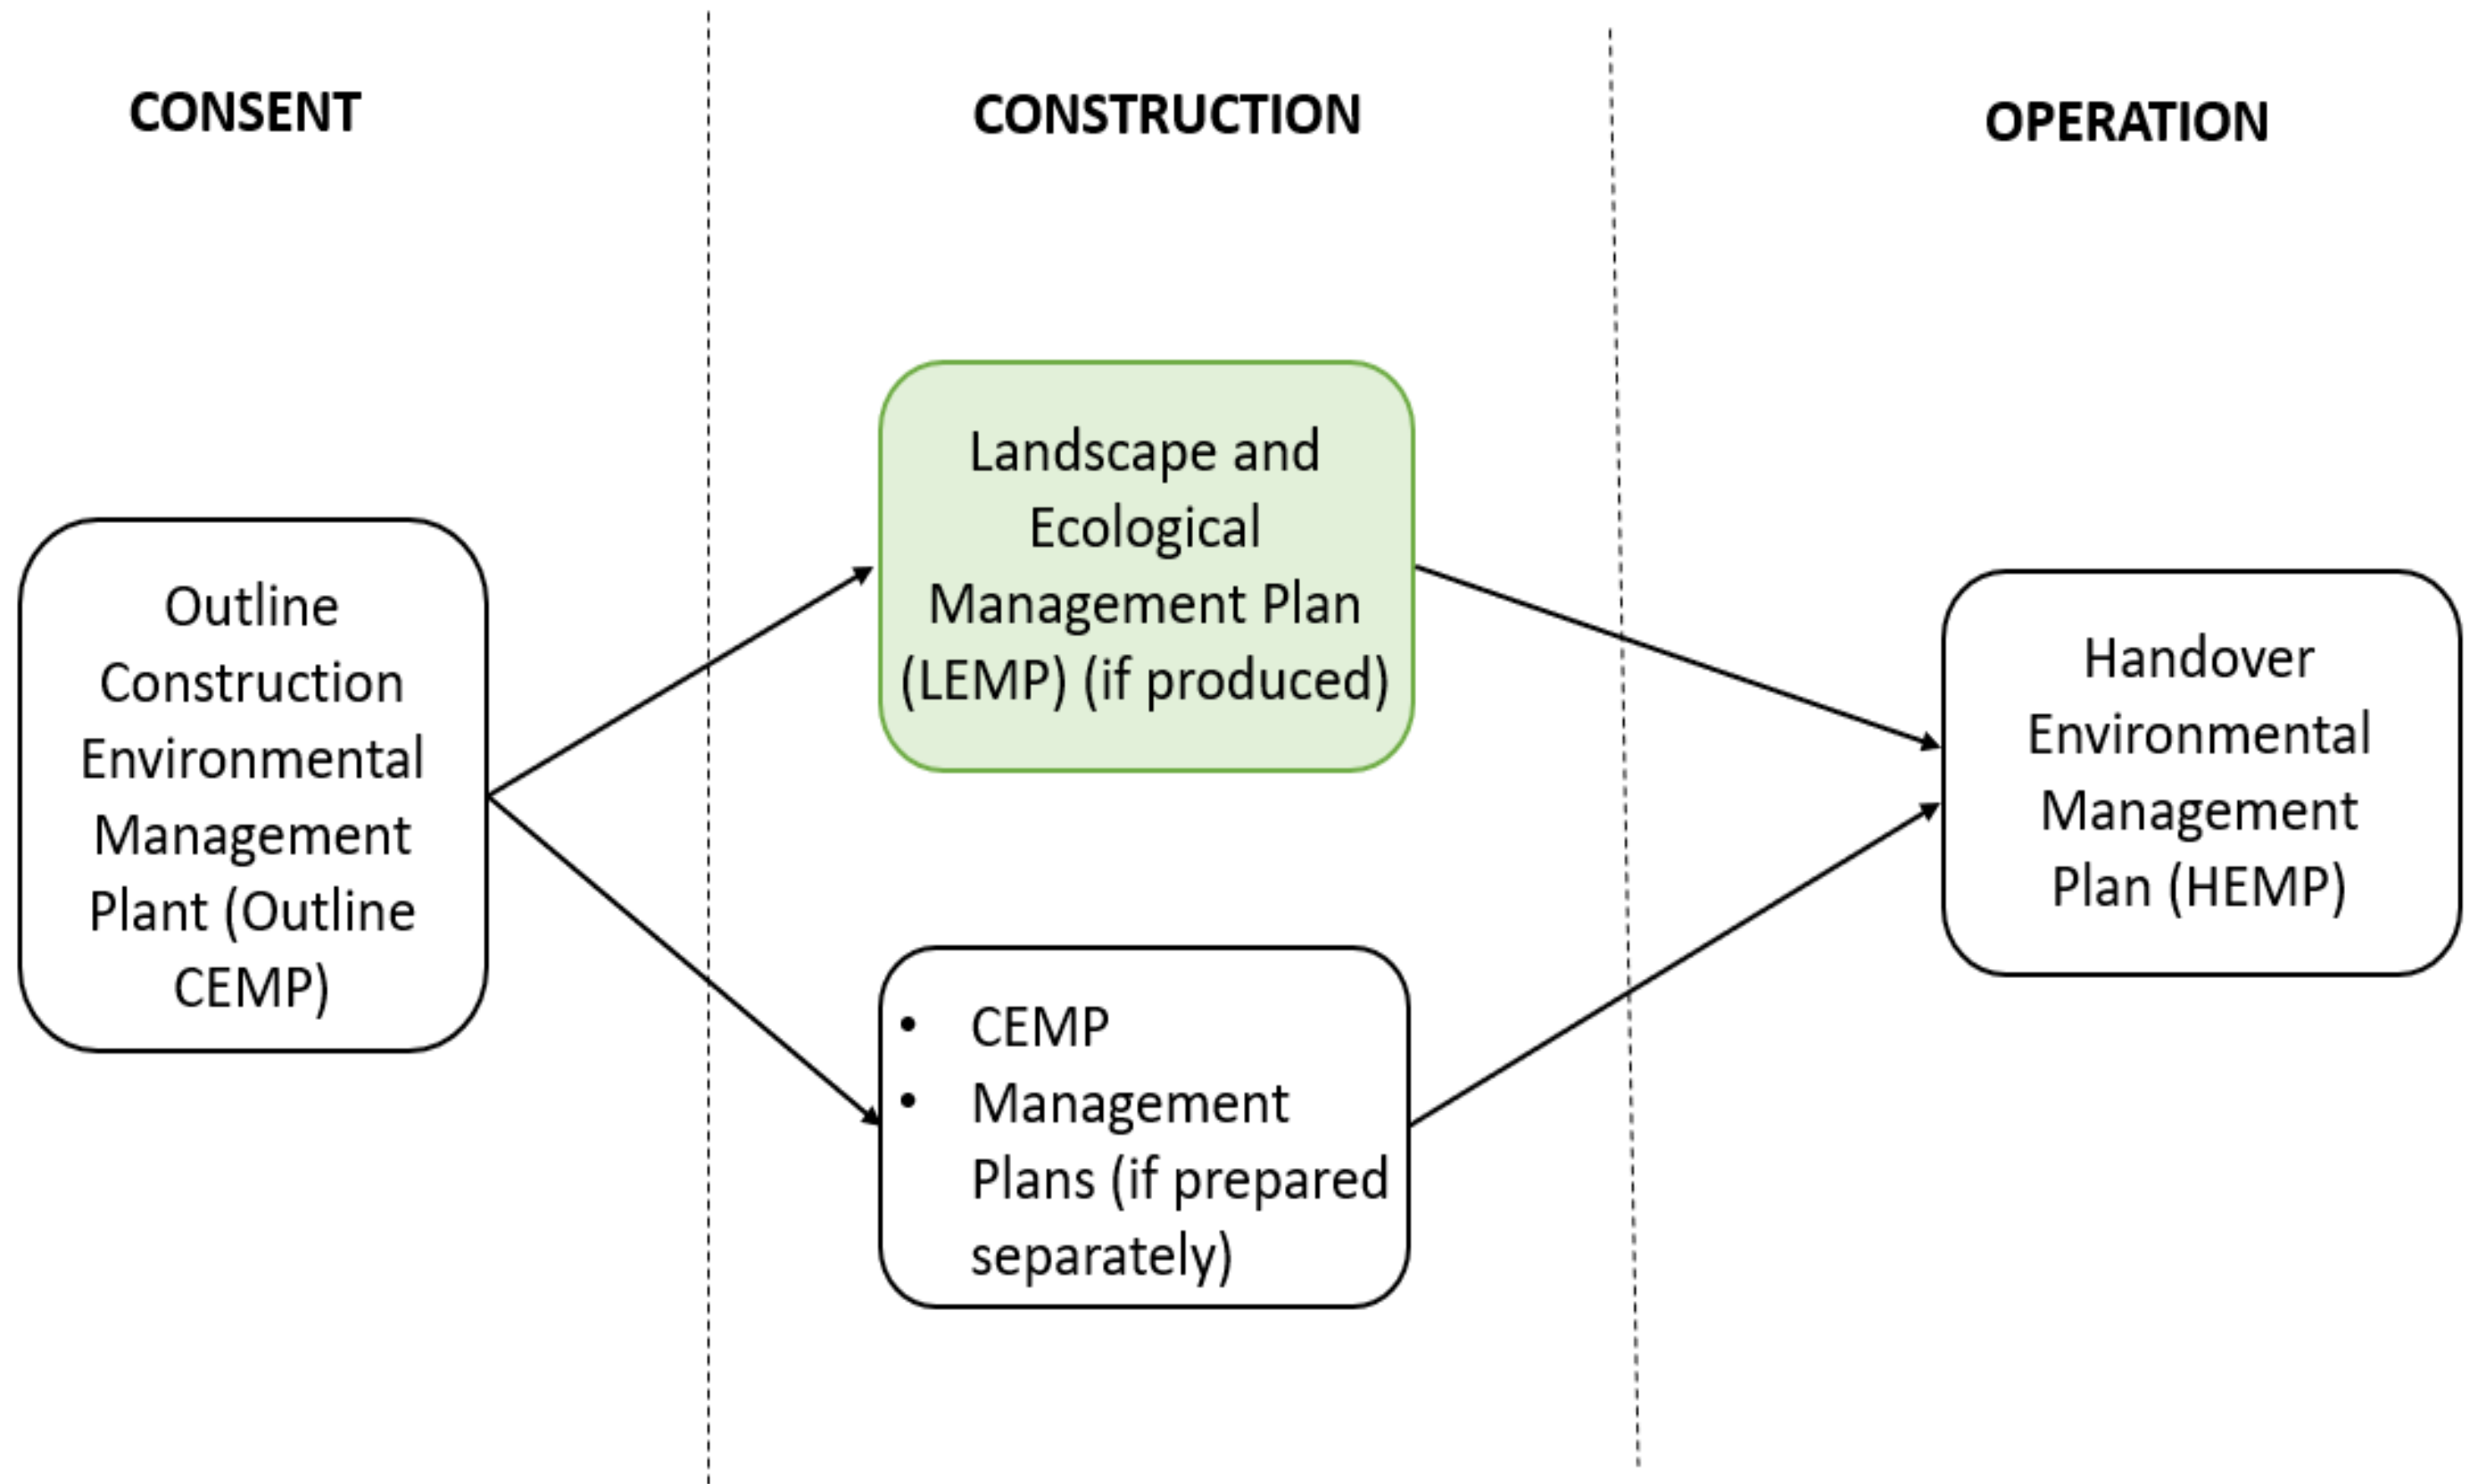 CONSENT
CONSTRUCTION
OPERATION
Outline
Construction
Environmental
Management
Plant (Outline
CEMP)
Landscape and
Ecological
Management Plan
(LEMP) (if produced)
• CEMP
• Management
Plans (if prepared
separately)
Handover
Environmental
Management
Plan (HEMP)